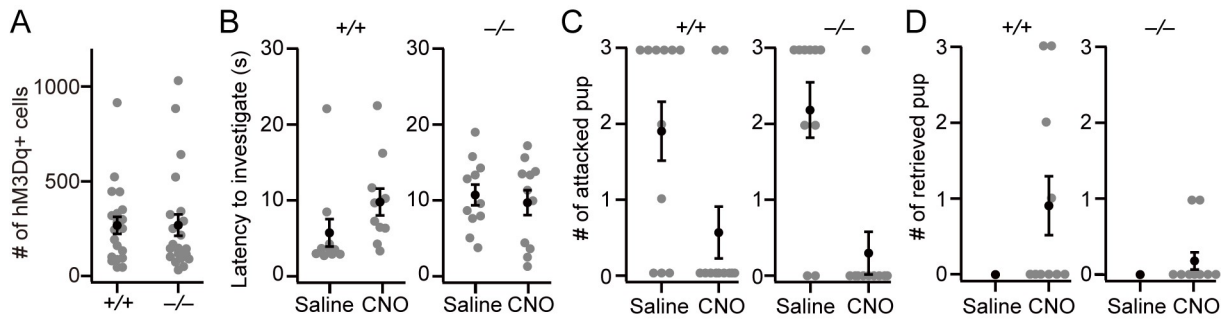 A
# of hM3Dq+ cells
1000
500
0
+/+
–/–
B
Latency to investigate (s)
+/+
30
20
10
0
Saline CNO
–/–
30
20
10
0
Saline CNO
C
# of attacked pup
+/+
3
2
1
0
Saline CNO
–/–
3
2
1
0
Saline CNO
D
# of retrieved pup
+/+
3
2
1
0
Saline CNO
–/–
3
2
1
0
Saline CNO